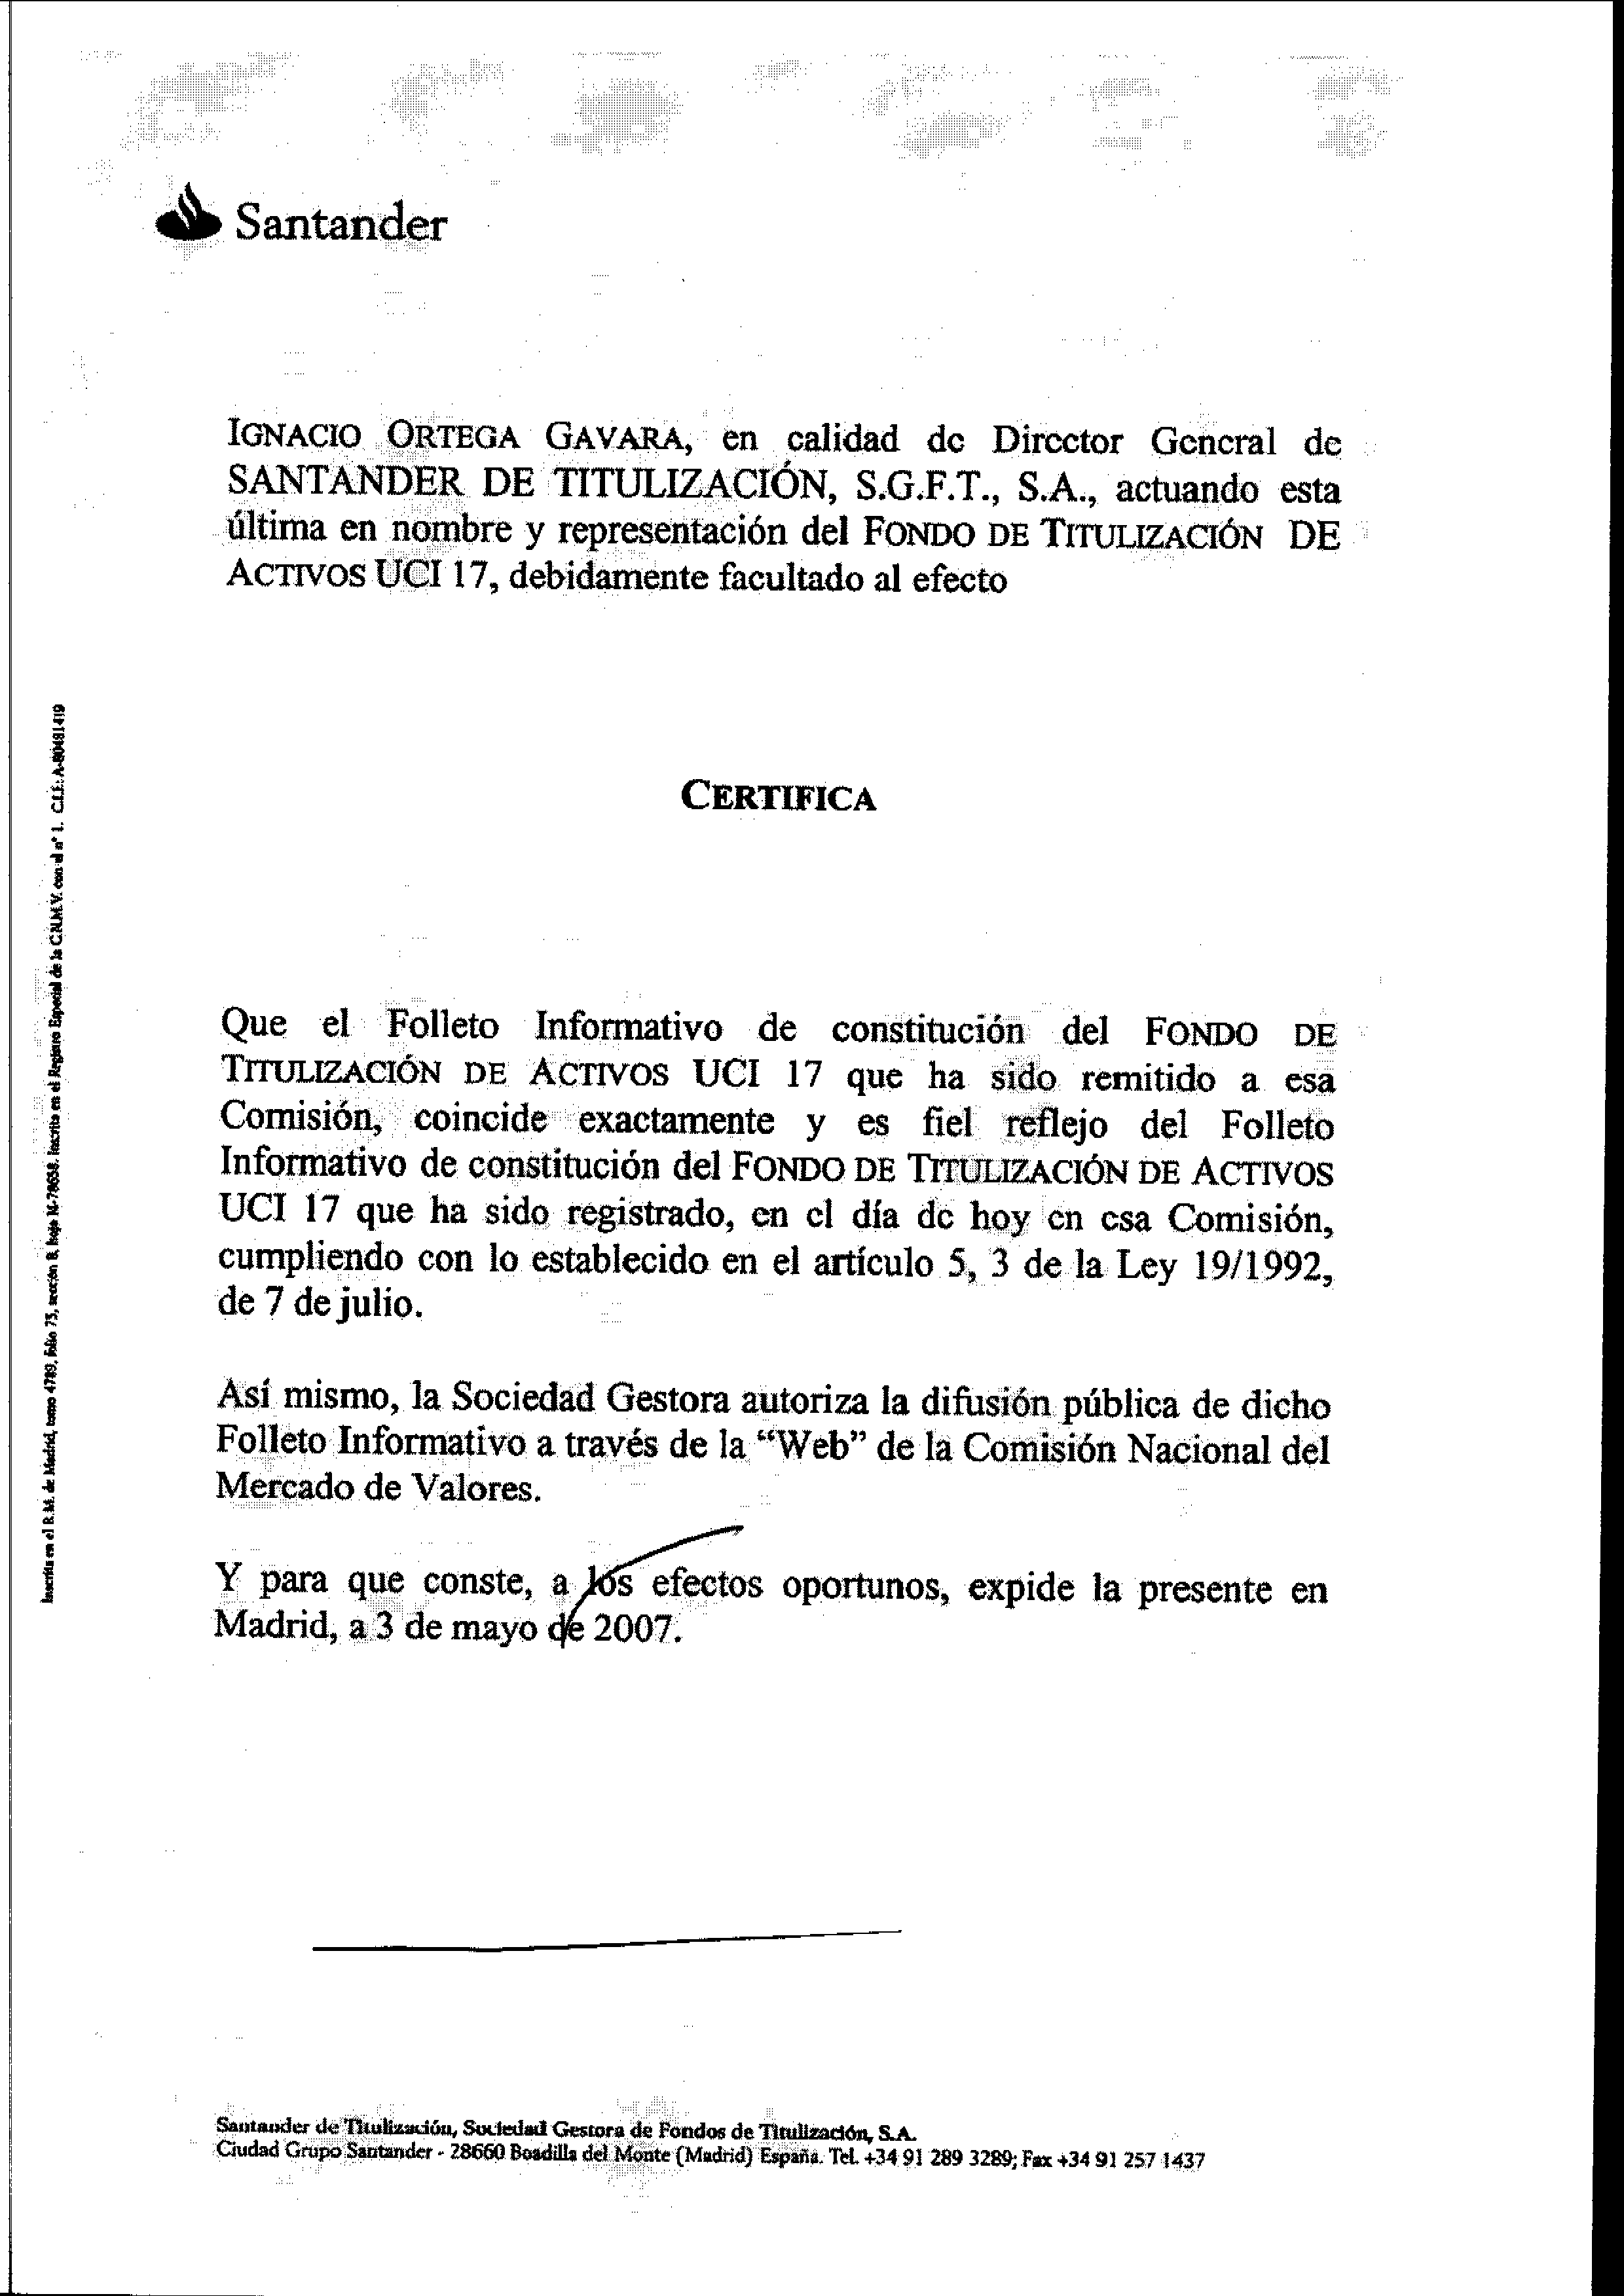 Santander
IGNACIO ORTEGA GAVARA, en calidad de Director General de
SANTANDER DE TITULIZACIÓN, S.G.F.T., S.A., actuando esta
última en nombre y representación del FONDO DE TITULIZACIÓN DE
ACTIVOS UCI 17, debidamente facultado al efecto
CERTIFICA
Que el Folleto Informativo de constitución del FONDO DE
TITULIZACIÓN DE ACTIVOS UCI 17 que ha sido remitido a esa
Comisión, coincide exactamente y es fiel reflejo del Folleto
Informativo de constitución del FONDO DE TITULIZACIÓN DE ACTIVOS
UCI 17 que ha sido registrado, en el día de hoy en esa Comisión,
cumpliendo con lo establecido en el artículo 5, 3 de la Ley 19/1992,
de 7 de julio.
Así mismo, la Sociedad Gestora autoriza la difusión pública de dicho
Folleto Informativo a través de la “Web” de la Comisión Nacional del
Mercado de Valores.
Y para que conste, a los efectos oportunos, expide la presente en
Madrid, a 3 de mayo de 2007.
Santander de Titulización, Sociedad Gestora de Fondos de Titulización, S.A.
Ciudad Grupo Santander - 28660 Boadilla del Monte (Madrid) España. Tel. +34 91 289 3289; Fax +34 91 257 1437
Inscrita en el R.M. de Madrid, tomo 4789, folio 75, sección 8, hoja M-78658. Inscrita en el Registro Especial de la C.N.M.V. con el nº 1. C.I.F.: A-80481419